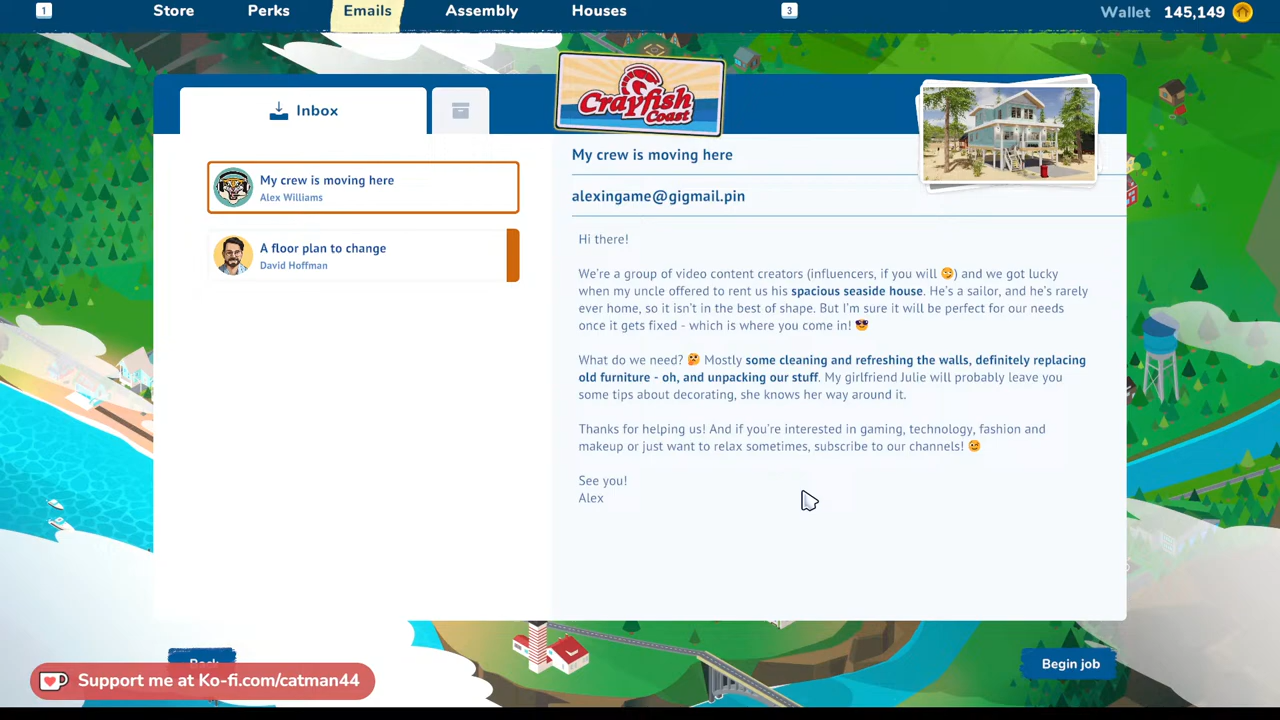 1
Store
Perks
Emails
Assembly
Houses
3
Wallet 145,149
Inbox
Crayfish
Coast
My crew is moving here
Alex Williams
A floor plan to change
David Hoffman
My crew is moving here
alexingame@gigmail.pin
Hi there!
We're a group of video content creators (influencers, if you will 🙄) and we got lucky
when my uncle offered to rent us his spacious seaside house. He's a sailor, and he's rarely
ever home, so it isn't in the best of shape. But I'm sure it will be perfect for our needs
once it gets fixed - which is where you come in! 😎
What do we need? 🤔 Mostly some cleaning and refreshing the walls, definitely replacing
old furniture - oh, and unpacking our stuff. My girlfriend Julie will probably leave you
some tips about decorating, she knows her way around it.
Thanks for helping us! And if you're interested in gaming, technology, fashion and
makeup or just want to relax sometimes, subscribe to our channels! 😉
See you!
Alex
Back
Begin job
Support me at Ko-fi.com/catman44